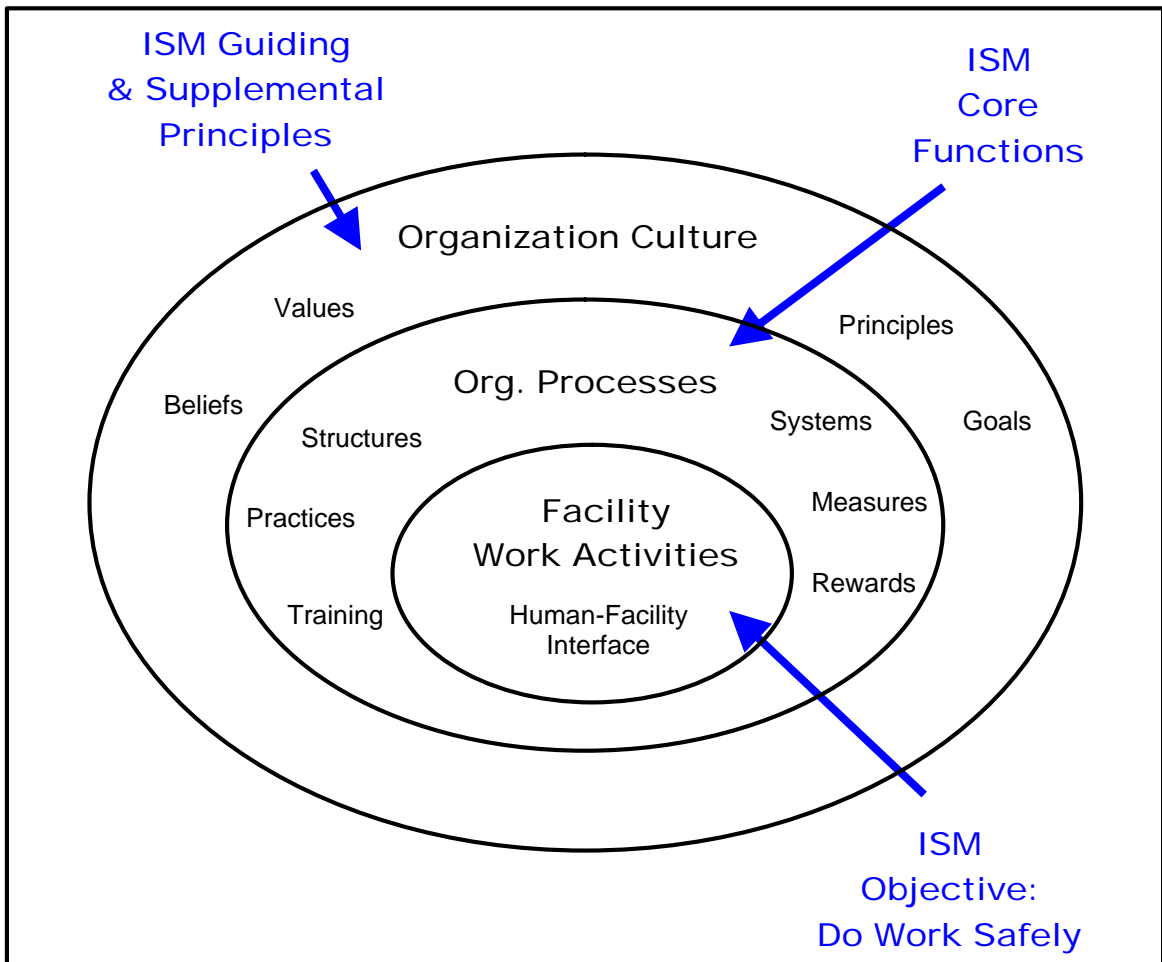 ISM Guiding
& Supplemental
Principles
ISM
Core
Functions
Organization Culture
Values
Principles
Org. Processes
Beliefs
Structures
Systems
Goals
Practices
Facility
Work Activities
Measures
Training
Human-Facility
Interface
Rewards
ISM
Objective:
Do Work Safely